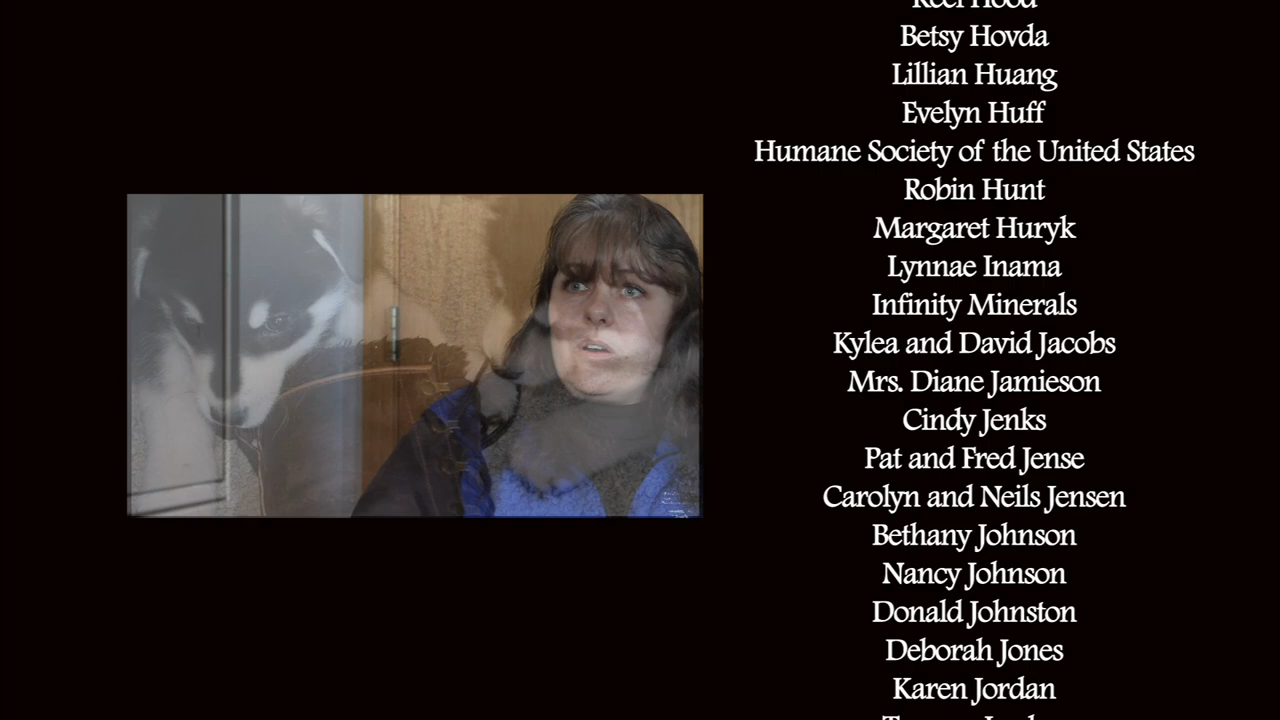 Betsy Hovda
Lillian Huang
Evelyn Huff
Humane Society of the United States
Robin Hunt
Margaret Huryk
Lynnae Inama
Infinity Minerals
Kylea and David Jacobs
Mrs. Diane Jamieson
Cindy Jenks
Pat and Fred Jense
Carolyn and Neils Jensen
Bethany Johnson
Nancy Johnson
Donald Johnston
Deborah Jones
Karen Jordan